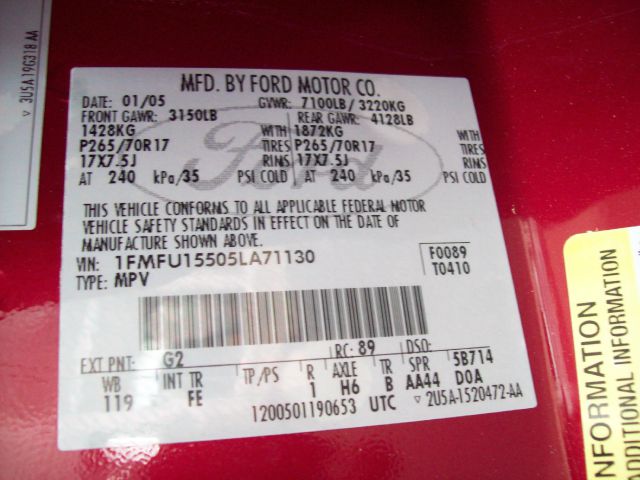 3U5A19G318 AA
MFD. BY FORD MOTOR CO.
DATE: 01/05 GVWR: 7100LB/ 3220KG
FRONT GAWR: 3150LB REAR GAWR: 4128LB
1428KG WITH 1872KG WITH
P265/70R17 TIRES P265/70R17 TIRES
17X7.5J RIMS 17X7.5J RIMS
AT 240 kPa/35 PSI COLD AT 240 kPa/35 PSI COLD
Ford
THIS VEHICLE CONFORMS TO ALL APPLICABLE FEDERAL MOTOR
VEHICLE SAFETY STANDARDS IN EFFECT ON THE DATE OF
MANUFACTURE SHOWN ABOVE.
VIN: 1FMFU15505LA71130 F0089
TYPE: MPV T0410
EXT PNT: G2 RC: 89 DSO:
WB INT TR TP/PS R AXLE TR SPR 5B714
119 FE 1 H6 B AA44 DOA
1200501190653 UTC 2U5A-1520472-AA
NFORMATION
ADDITIONAL INFORMATION